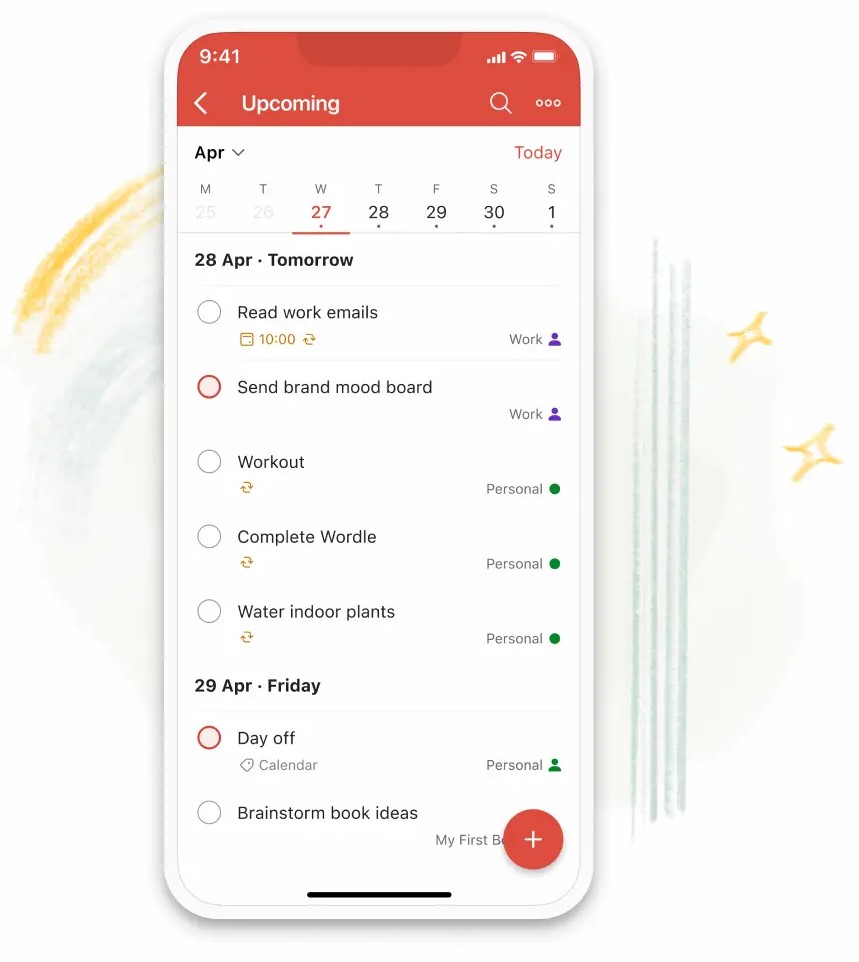 9:41
Upcoming
Apr Today
M T W T F S S
25 26 27 28 29 30 1
28 Apr · Tomorrow
Read work emails
10:00 Work
Send brand mood board
Work
Workout
Personal
Complete Wordle
Personal
Water indoor plants
Personal
29 Apr · Friday
Day off
Calendar Personal
Brainstorm book ideas
My First